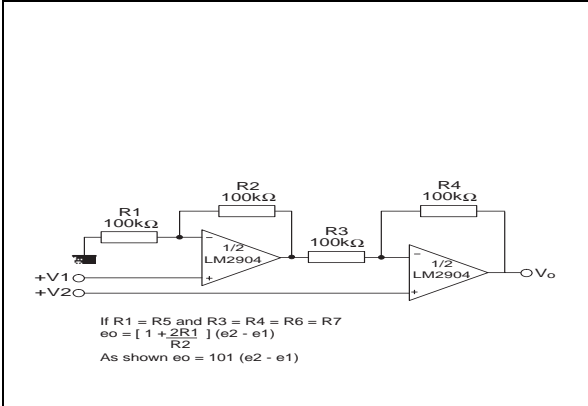 R2
100kΩ
R4
100kΩ
R1
100kΩ
R3
100kΩ
1/2
LM2904
1/2
LM2904
+V1
+V2
Vo
If R1 = R5 and R3 = R4 = R6 = R7
eo = [ 1 + 2R1
R2 ] (e2 - e1)
As shown eo = 101 (e2 - e1)